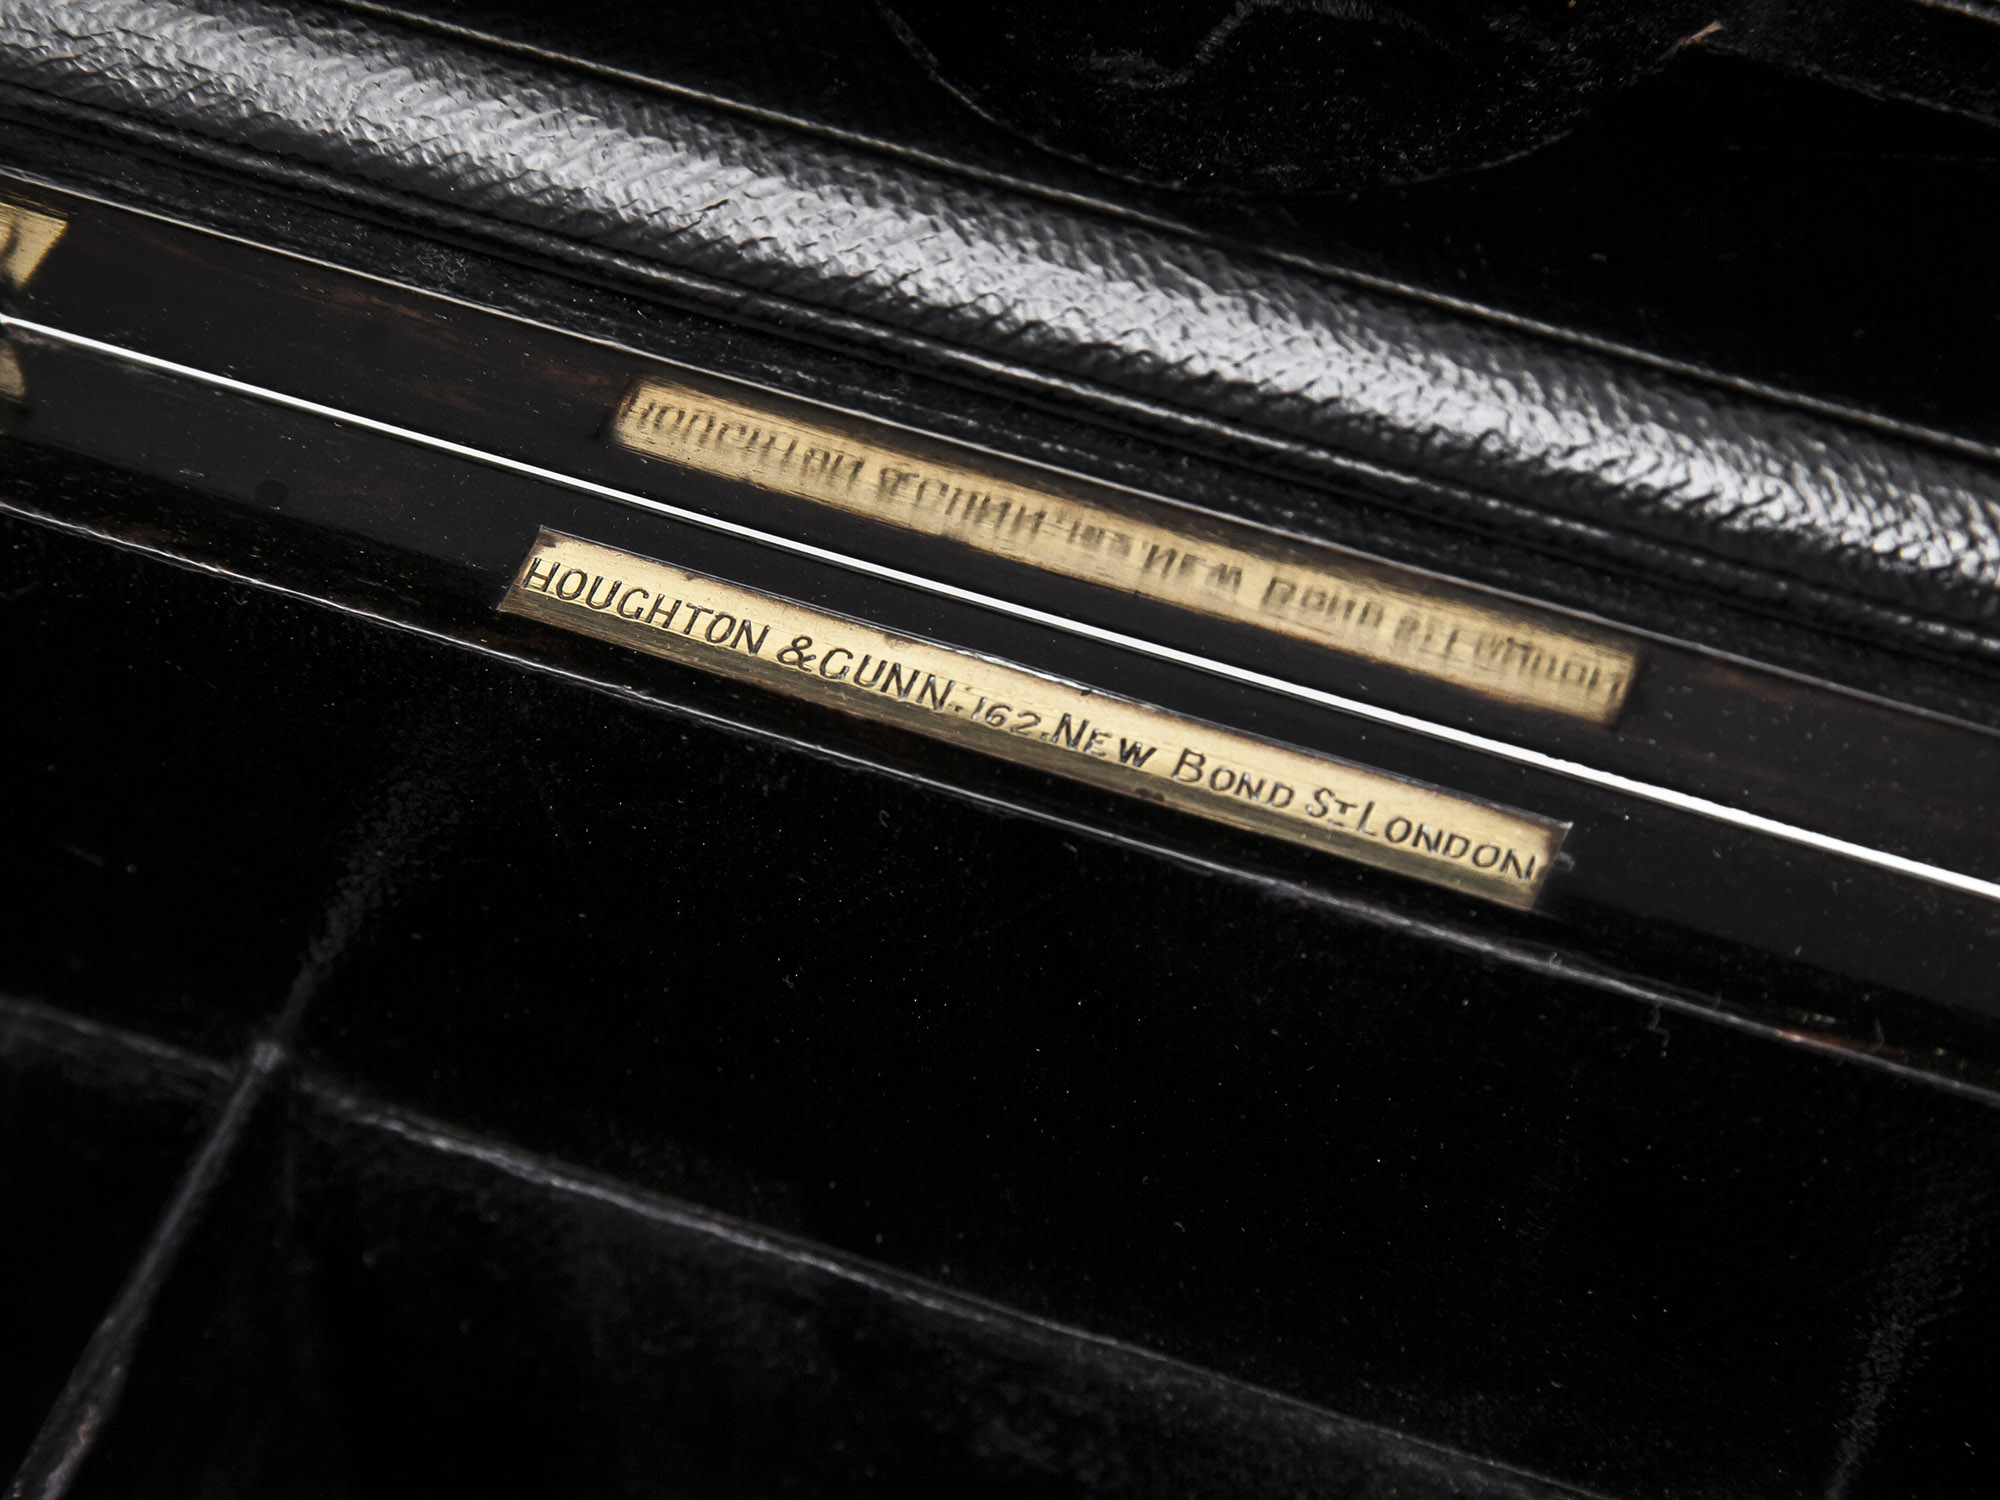 HOUGHTON & GUNN. 162. NEW BOND ST LONDON